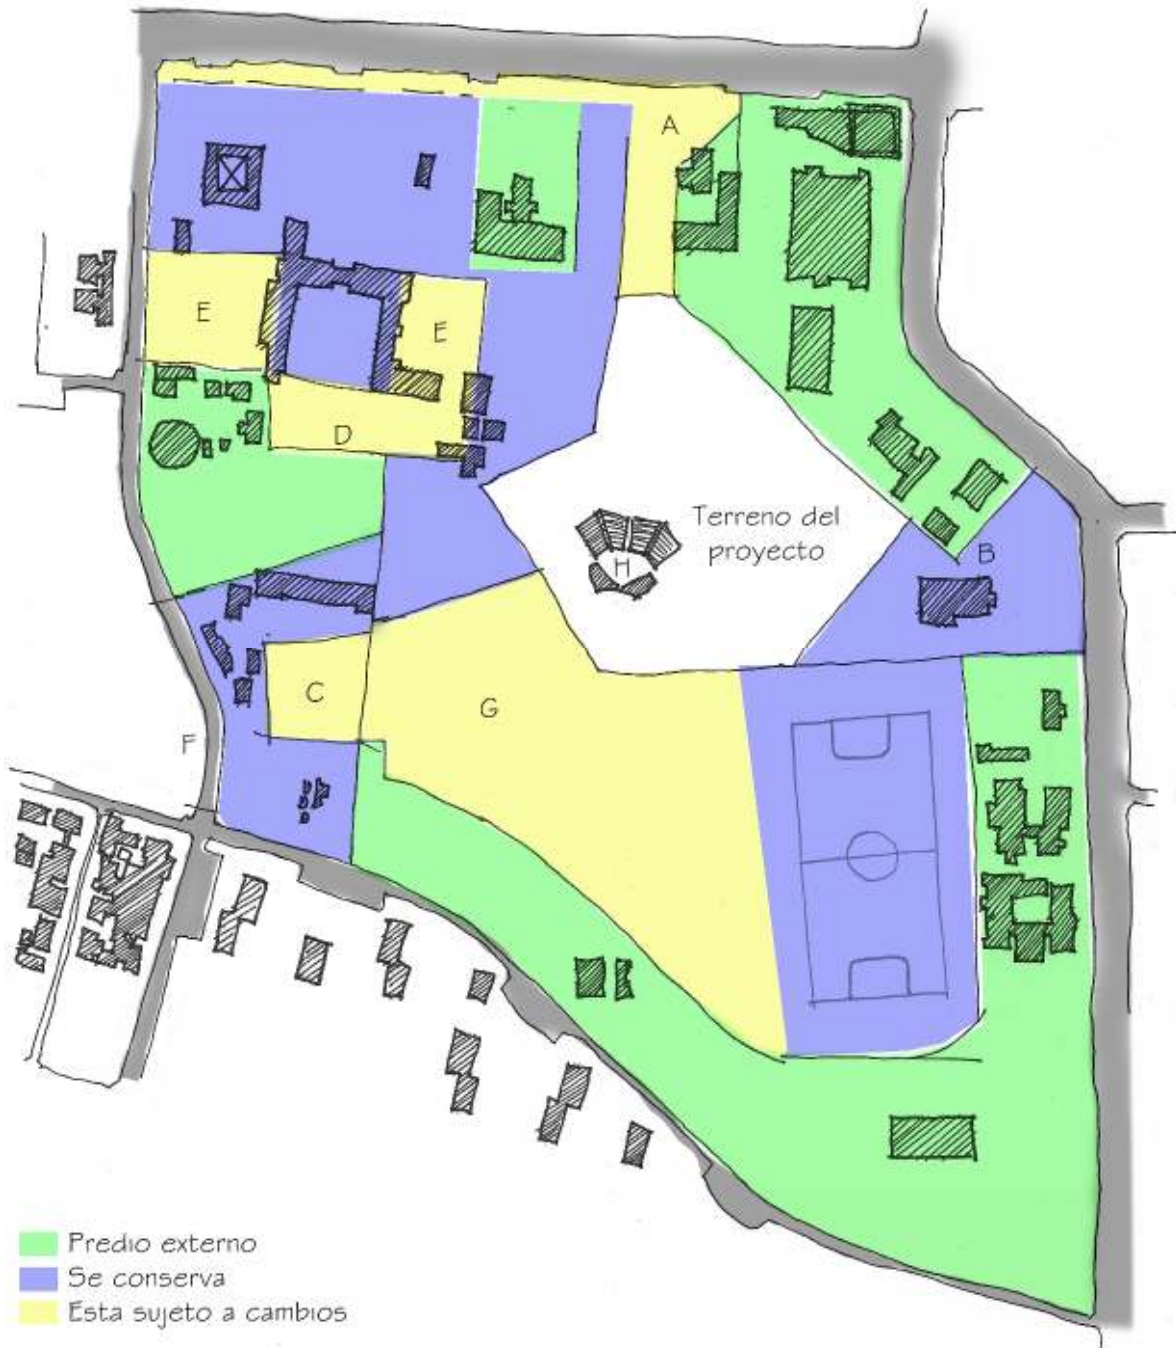 A
E
E
D
Terreno del
proyecto
H
B
C
G
F
Predio externo
Se conserva
Esta sujeto a cambios